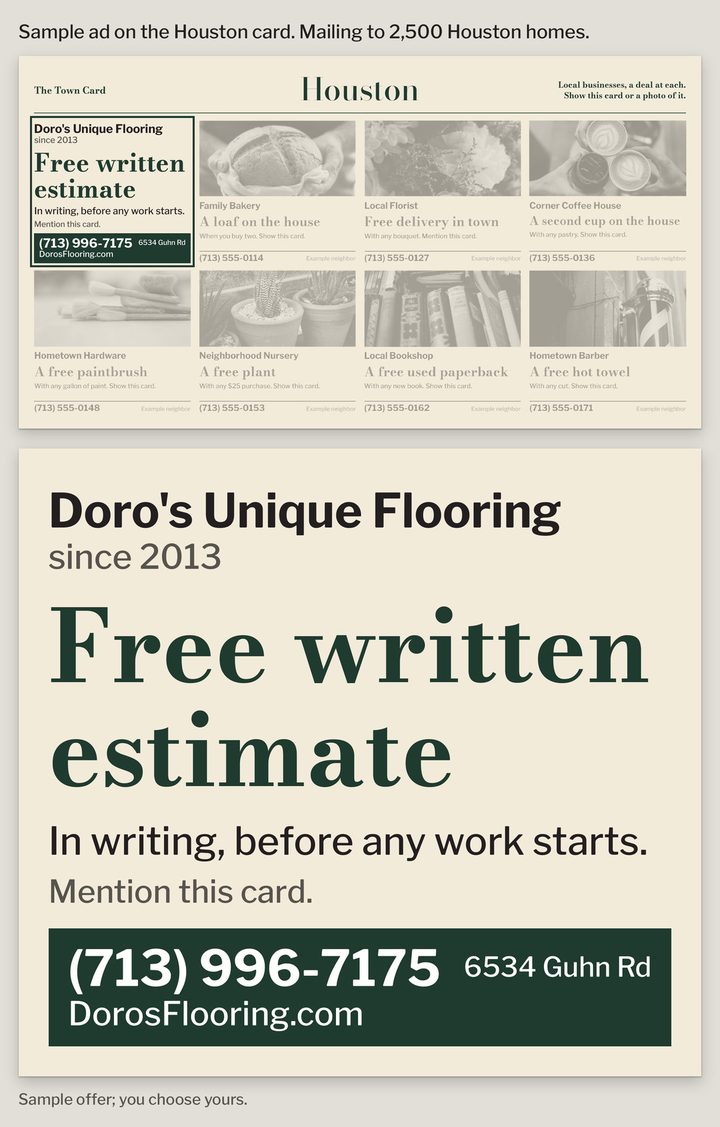 Sample ad on the Houston card. Mailing to 2,500 Houston homes.
The Town Card
Houston
Local businesses, a deal at each.
Show this card or a photo of it.
Doro's Unique Flooring
since 2013
Free written
estimate
In writing, before any work starts.
Mention this card.
(713) 996-7175 6534 Guhn Rd
DorosFlooring.com
Family Bakery
A loaf on the house
When you buy two. Show this card.
(713) 555-0114 Example neighbor
Local Florist
Free delivery in town
With any bouquet. Mention this card.
(713) 555-0127 Example neighbor
Corner Coffee House
A second cup on the house
With any pastry. Show this card.
(713) 555-0136 Example neighbor
Hometown Hardware
A free paintbrush
With any gallon of paint. Show this card.
(713) 555-0148 Example neighbor
Neighborhood Nursery
A free plant
With any $25 purchase. Show this card.
(713) 555-0153 Example neighbor
Local Bookshop
A free used paperback
With any new book. Show this card.
(713) 555-0162 Example neighbor
Hometown Barber
A free hot towel
With any cut. Show this card.
(713) 555-0171 Example neighbor
Doro's Unique Flooring
since 2013
Free written
estimate
In writing, before any work starts.
Mention this card.
(713) 996-7175 6534 Guhn Rd
DorosFlooring.com
Sample offer; you choose yours.